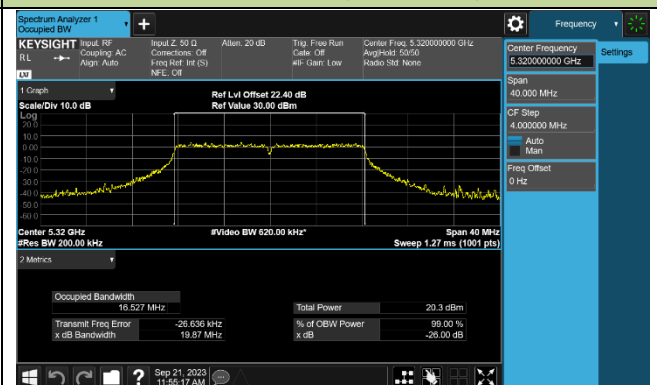 Spectrum Analyzer 1
Occupied BW
Frequency
KEYSIGHT
RL
Input: RF
Coupling: AC
Align: Auto
Input Z: 50 Ω
Corrections: Off
Freq Ref: Int (S)
NFE: Off
Atten: 20 dB
Trig: Free Run
Gate: Off
#IF Gain: Low
Center Freq: 5.320000000 GHz
Avg|Hold: 50/50
Radio Std: None
Center Frequency
5.320000000 GHz
Settings
Span
40.000 MHz
CF Step
4.000000 MHz
Auto
Man
Freq Offset
0 Hz
1 Graph
Scale/Div 10.0 dB
Ref Lvl Offset 22.40 dB
Ref Value 30.00 dBm
Log
20.0
10.0
0.00
-10.0
-20.0
-30.0
-40.0
-50.0
-60.0
Center 5.32 GHz
#Res BW 200.00 kHz
#Video BW 620.00 kHz*
Span 40 MHz
Sweep 1.27 ms (1001 pts)
2 Metrics
Occupied Bandwidth
16.527 MHz
Total Power
20.3 dBm
Transmit Freq Error
-26.636 kHz
% of OBW Power
99.00 %
x dB Bandwidth
19.87 MHz
x dB
-26.00 dB
Sep 21, 2023
11:55:17 AM